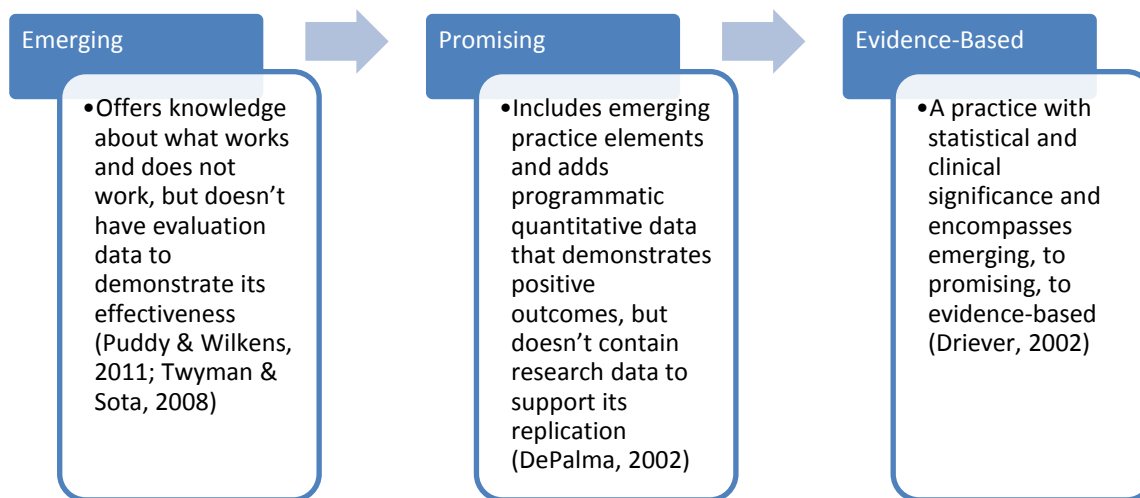 Emerging
•Offers knowledge
about what works
and does not
work, but doesn’t
have evaluation
data to
demonstrate its
effectiveness
(Puddy & Wilkens,
2011; Twyman &
Sota, 2008)
Promising
•Includes emerging
practice elements
and adds
programmatic
quantitative data
that demonstrates
positive
outcomes, but
doesn’t contain
research data to
support its
replication
(DePalma, 2002)
Evidence-Based
•A practice with
statistical and
clinical
significance and
encompasses
emerging, to
promising, to
evidence-based
(Driever, 2002)